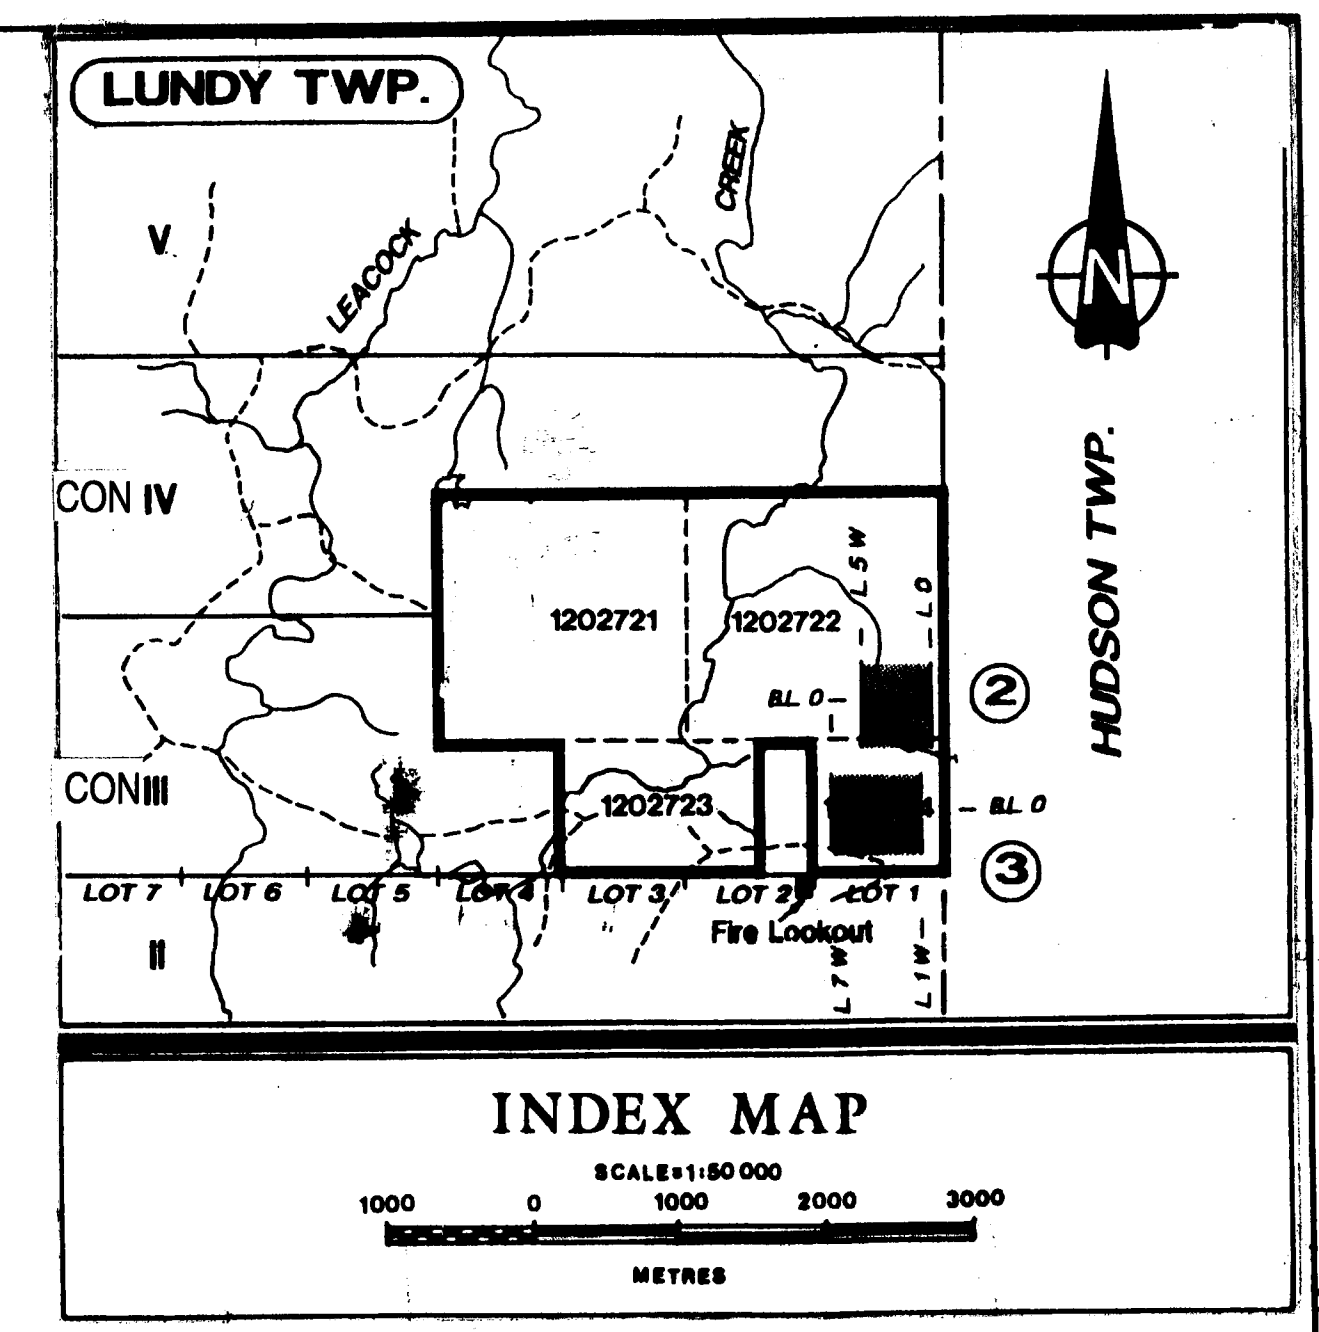 LUNDY TWP.
CREEK
V
LEACOCK
N
CON IV
HUDSON TWP.
L 5 W
L 0
1202721
1202722
2
B.L. 0
CON III
1202723
4
B.L. 0
3
LOT 7
LOT 6
LOT 5
LOT 4
LOT 3
LOT 2
LOT 1
Fire Lookout
II
L 7 W
L 1 W
INDEX MAP
SCALE=1:50 000
1000 0 1000 2000 3000
METRES